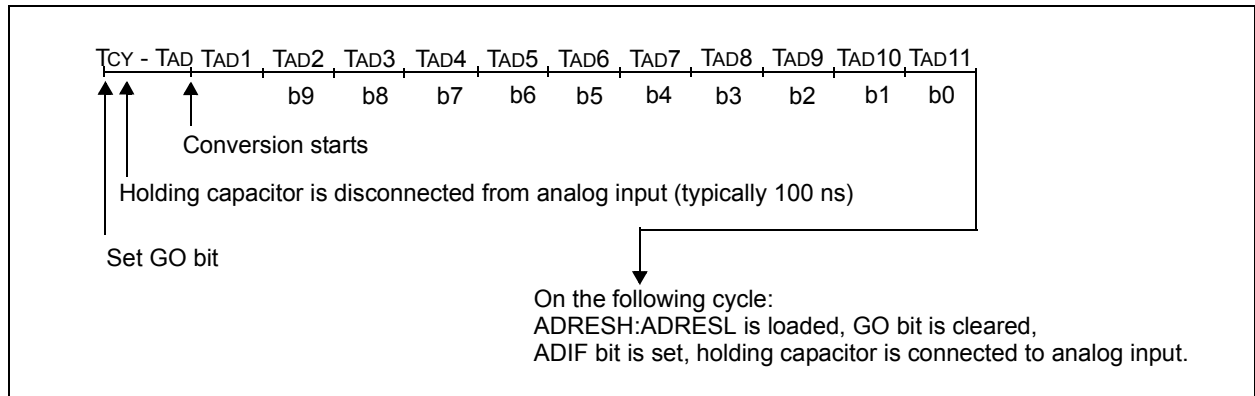 TCY - TAD TAD1 TAD2 TAD3 TAD4 TAD5 TAD6 TAD7 TAD8 TAD9 TAD10 TAD11
b9 b8 b7 b6 b5 b4 b3 b2 b1 b0
Conversion starts
Holding capacitor is disconnected from analog input (typically 100 ns)
Set GO bit
On the following cycle:
ADRESH:ADRESL is loaded, GO bit is cleared,
ADIF bit is set, holding capacitor is connected to analog input.